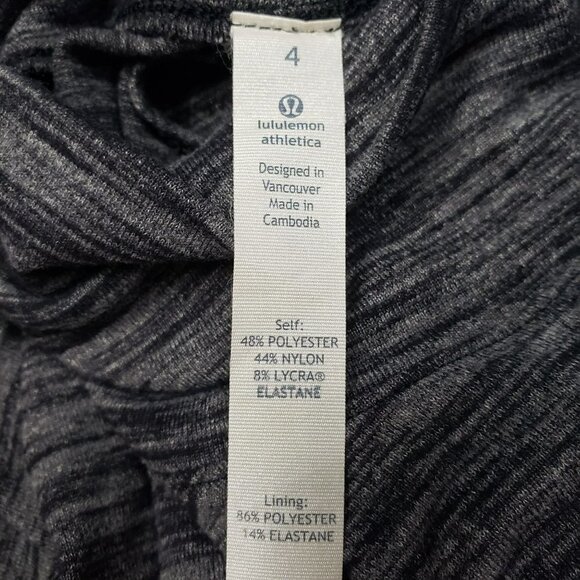 4
lululemon
athletica
Designed in
Vancouver
Made in
Cambodia
Self:
48% POLYESTER
44% NYLON
8% LYCRA®
ELASTANE
Lining:
86% POLYESTER
14% ELASTANE